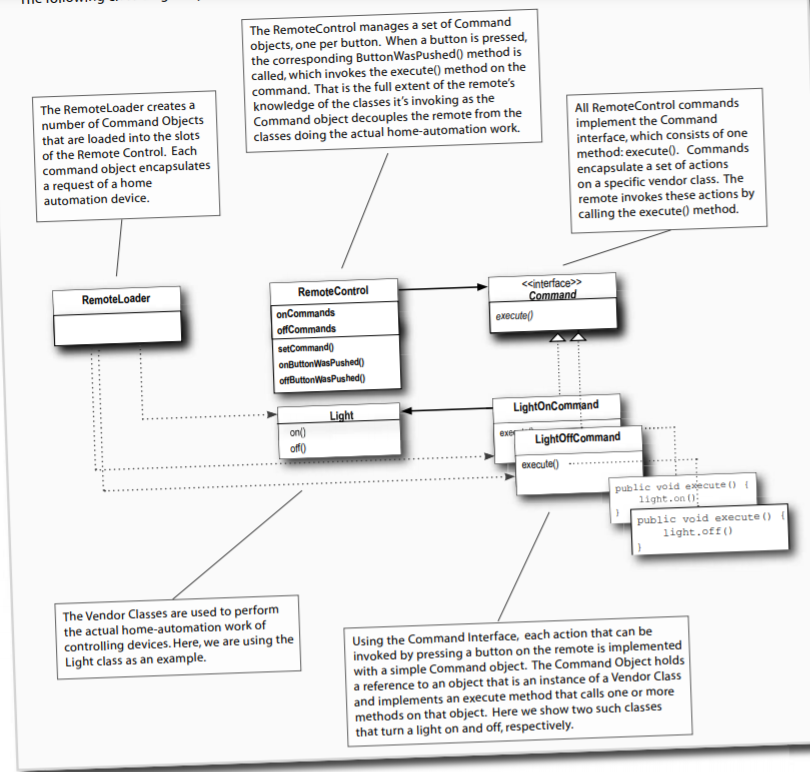 The RemoteControl manages a set of Command
objects, one per button. When a button is pressed,
the corresponding ButtonWasPushed() method is
called, which invokes the execute() method on the
command. That is the full extent of the remote's
knowledge of the classes it's invoking as the
Command object decouples the remote from the
classes doing the actual home-automation work.
The RemoteLoader creates a
number of Command Objects
that are loaded into the slots
of the Remote Control. Each
command object encapsulates
a request of a home
automation device.
All RemoteControl commands
implement the Command
interface, which consists of one
method: execute(). Commands
encapsulate a set of actions
on a specific vendor class. The
remote invokes these actions by
calling the execute() method.
RemoteLoader
RemoteControl
onCommands
offCommands
setCommand()
onButtonWasPushed()
offButtonWasPushed()
<<interface>>
Command
execute()
Light
on()
off()
LightOnCommand
LightOffCommand
execute()
public void execute() {
light.on()
}
public void execute() {
light.off()
}
The Vendor Classes are used to perform
the actual home-automation work of
controlling devices. Here, we are using the
Light class as an example.
Using the Command Interface, each action that can be
invoked by pressing a button on the remote is implemented
with a simple Command object. The Command Object holds
a reference to an object that is an instance of a Vendor Class
and implements an execute method that calls one or more
methods on that object. Here we show two such classes
that turn a light on and off, respectively.